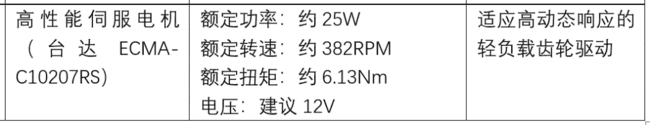 高性能伺服电机
（台达 ECMA-
C10207RS）
额定功率：约 25W
额定转速：约 382RPM
额定扭矩：约 6.13Nm
电压：建议 12V
适应高动态响应的
轻负载齿轮驱动